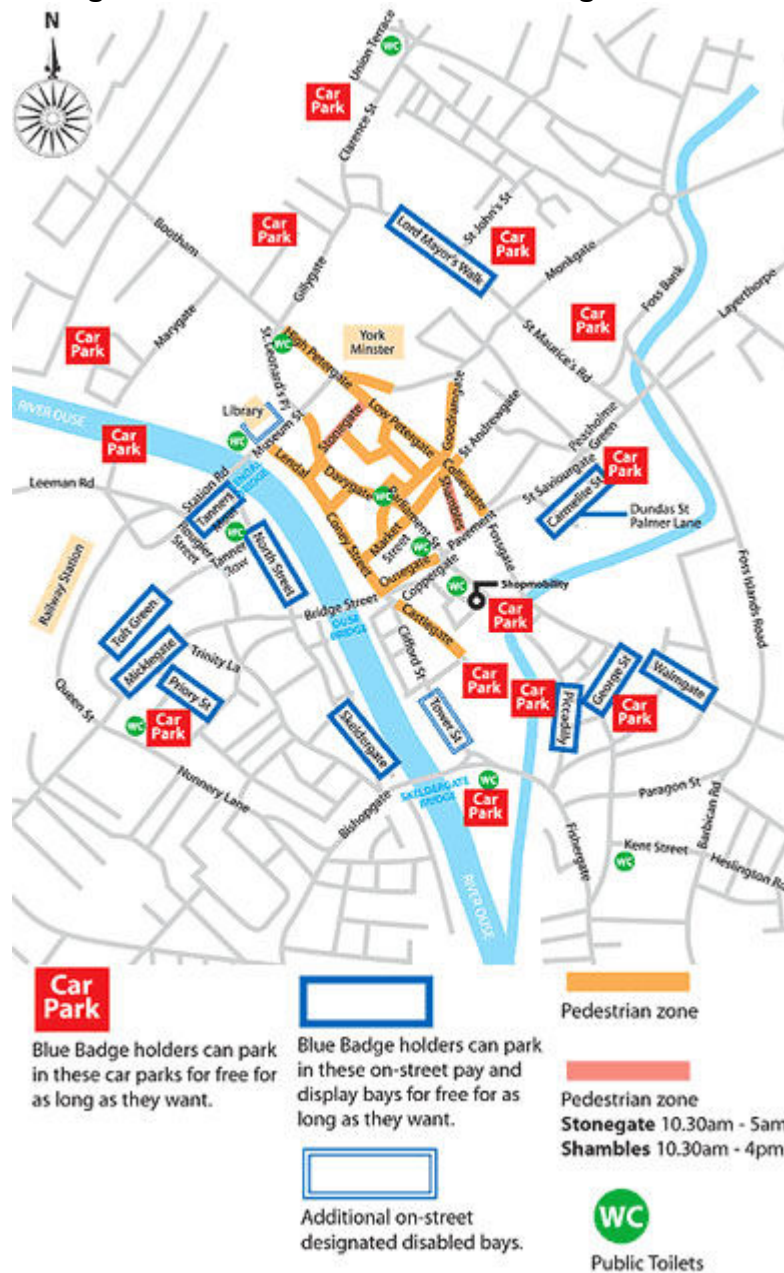 N
Union Terrace
WC
Car
Park
Clarence St
Bootham
Car
Park
Gillygate
Lord Mayor's Walk
St John's St
Car
Park
Monkgate
Foss Bank
Layerthorpe
Car
Park
Marygate
WC
High Petergate
York
Minster
St Maurice's Rd
Car
Park
St. Leonard's Pl
RIVER OUSE
Library
Museum St
Stonegate
Low Petergate
Goodramgate
St Andrewgate
Peasholme
Green
Car
Park
WC
Lendal
Davygate
WC
Colliergate
Shambles
St Saviourgate
Car
Park
Carmellie St
Dundas St
Palmer Lane
Leeman Rd
Station Rd
Tanners
WC
Rougier
Street
Tanner
Row
North Street
Coney Street
Market
Street
Parliament St
WC
Pavement
Fossgate
Ousegate
Coppergate
WC
Shopmobility
Car
Park
Foss Islands Road
Railway Station
Bridge Street
OUSE
BRIDGE
Castlegate
Clifford St
Toft Green
Micklegate
Trinity La
Priory St
Car
Park
Car
Park
Piccadilly
George St
Car
Park
Walmgate
Queen St
WC
Car
Park
Skeldergate
Tower St
Nunnery Lane
Bishopgate
SKELDERGATE
BRIDGE
WC
Car
Park
Paragon St
Barbican Rd
Fishergate
Kent Street
WC
Heslington Rd
RIVER OUSE
Car
Park
Blue Badge holders can park
in these car parks for free for
as long as they want.
Blue Badge holders can park
in these on-street pay and
display bays for free for as
long as they want.
Additional on-street
designated disabled bays.
Pedestrian zone
Pedestrian zone
Stonegate 10.30am - 5am
Shambles 10.30am - 4pm
WC
Public Toilets